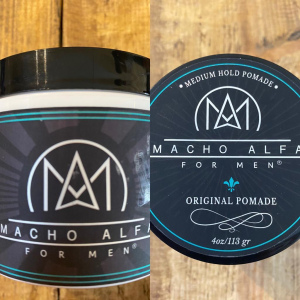 MACHO ALFA
FOR MEN®
• MEDIUM HOLD POMADE •
MACHO ALFA
FOR MEN®
ORIGINAL POMADE
4oz/113 gr